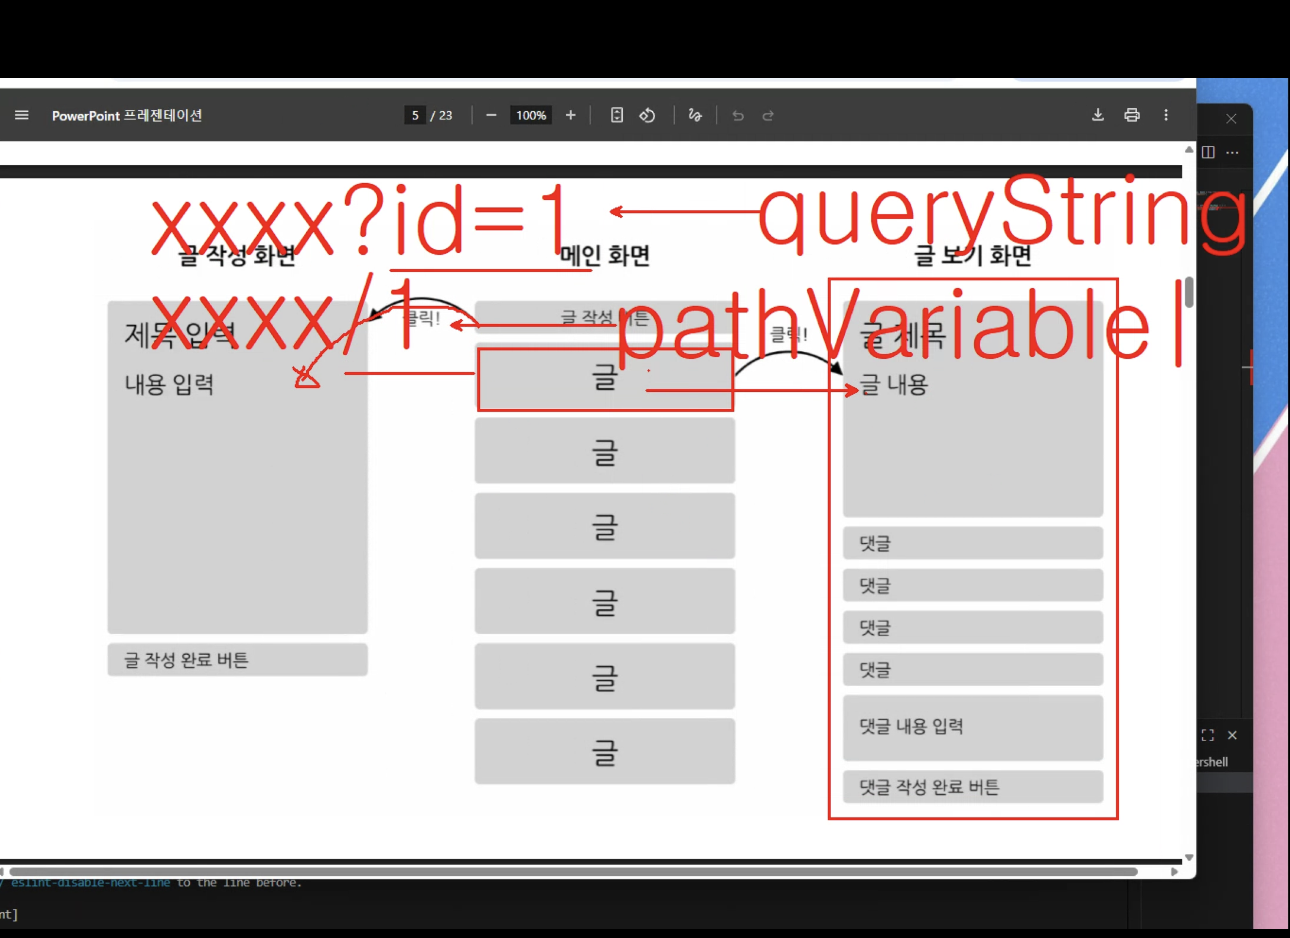 PowerPoint 프레젠테이션
5 / 23
100%
xxxx?id=1
queryString
글 작성 화면
메인 화면
글 보기 화면
xxxx/1
pathVariable
제목 입력
클릭!
글 작성 버튼
클릭!
글 제목
내용 입력
글
글 내용
글
글
댓글
댓글
글
댓글
글 작성 완료 버튼
글
댓글
댓글 내용 입력
글
댓글 작성 완료 버튼
ershell
/ eslint-disable-next-line to the line before.
nt]